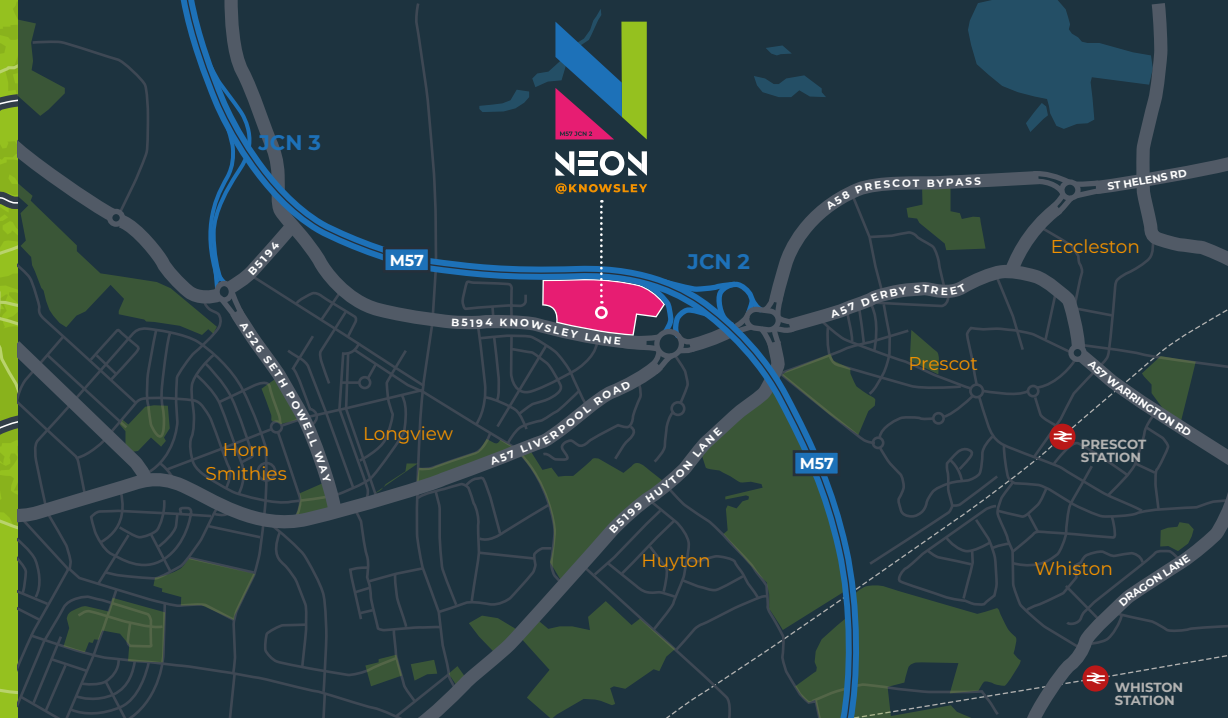 M57 JCN 2
NEON
@KNOWSLEY
JCN 3
M57
JCN 2
B5194
B5194 KNOWSLEY LANE
A58 PRESCOT BYPASS
ST HELENS RD
Eccleston
A57 DERBY STREET
Prescot
A57 WARRINGTON RD
A526 SETH POWELL WAY
Longview
Horn
Smithies
A57 LIVERPOOL ROAD
B5199 HUYTON LANE
M57
PRESCOT
STATION
Huyton
Whiston
DRAGON LANE
WHISTON
STATION